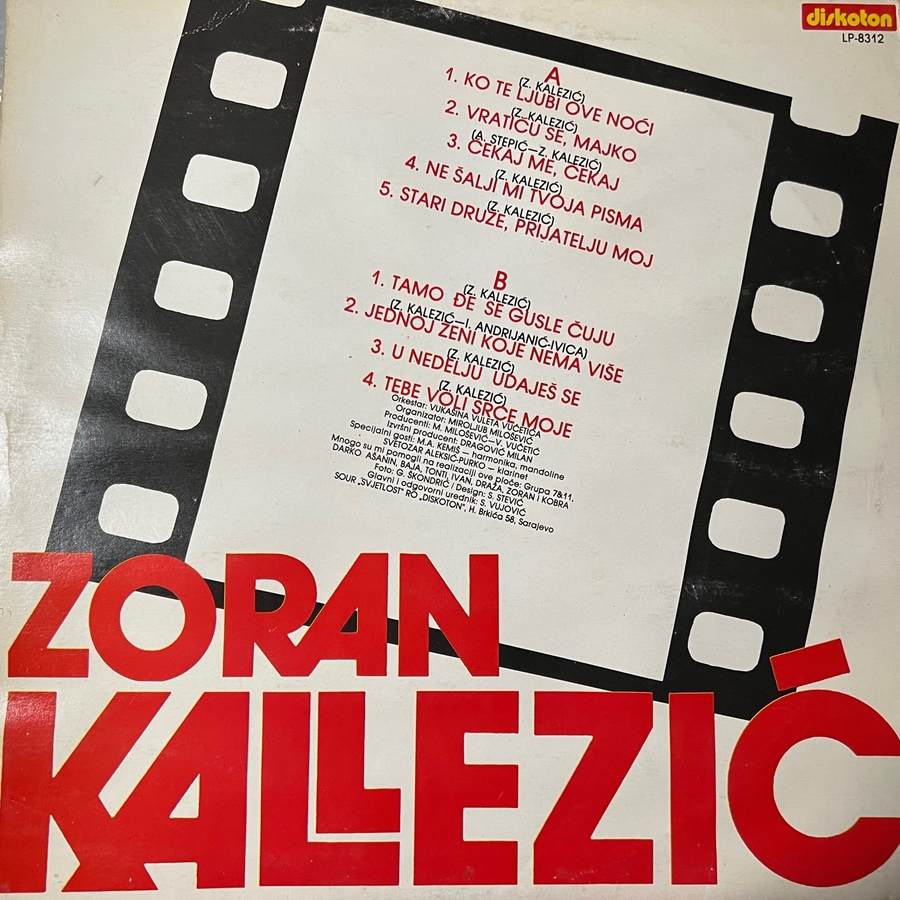 diskoton
LP-8312
A
(Z. KALEZIĆ)
1. KO TE LJUBI OVE NOĆI
(Z. KALEZIĆ)
2. VRATIĆU SE, MAJKO
(A. STEPIĆ—Z. KALEZIĆ)
3. ČEKAJ ME, ČEKAJ
(Z. KALEZIĆ)
4. NE ŠALJI MI TVOJA PISMA
(Z. KALEZIĆ)
5. STARI DRUŽE, PRIJATELJU MOJ
B
(Z. KALEZIĆ)
1. TAMO ĐE SE GUSLE ČUJU
(Z. KALEZIĆ—I. ANDRIJANIĆ-IVICA)
2. JEDNOJ ŽENI KOJE NEMA VIŠE
(Z. KALEZIĆ)
3. U NEDELJU UDAJEŠ SE
(Z. KALEZIĆ)
4. TEBE VOLI SRCE MOJE
Orkestar: VUKAŠINA VULETA VUČETIĆA
Organizator: MIROLJUB MILOŠEVIĆ
Producenti: M. MILOŠEVIĆ—V. VUČETIĆ
Izvršni producent: DRAGOVIĆ MILAN
Specijalni gosti: M.A. KEMIŠ — harmonika, mandoline
SVETOZAR ALEKSIĆ-PURKO — klarinet
Mnogo su mi pomogli na realizaciji ove ploče: Grupa 7&11,
DARKO AŠANIN, BAJA, TONTI, IVAN, DRAŽA, ZORAN I KOBRA
Foto: G. ŠKONDRIĆ / Design: S. STEVIĆ
Glavni i odgovorni urednik: S. VUJOVIĆ
SOUR „SVJETLOST" RO „DISKOTON", H. Brkića 58, Sarajevo
ZORAN
KALLEZIĆ